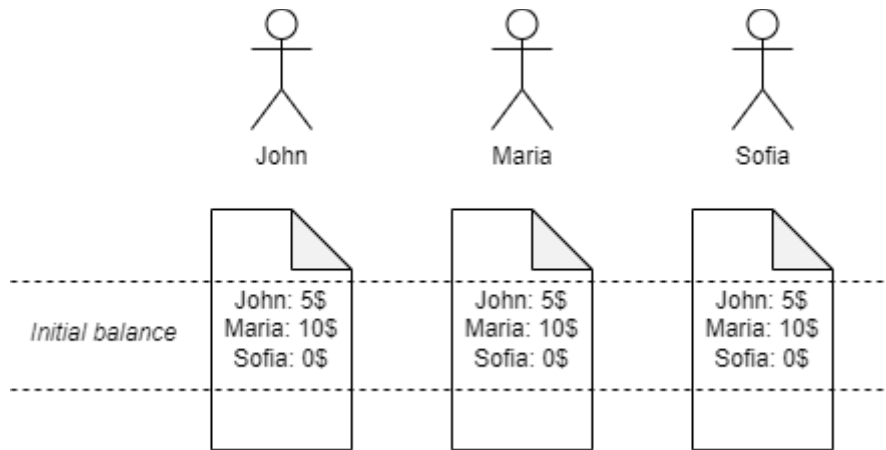 John
Maria
Sofia
Initial balance
John: 5$
Maria: 10$
Sofia: 0$
John: 5$
Maria: 10$
Sofia: 0$
John: 5$
Maria: 10$
Sofia: 0$